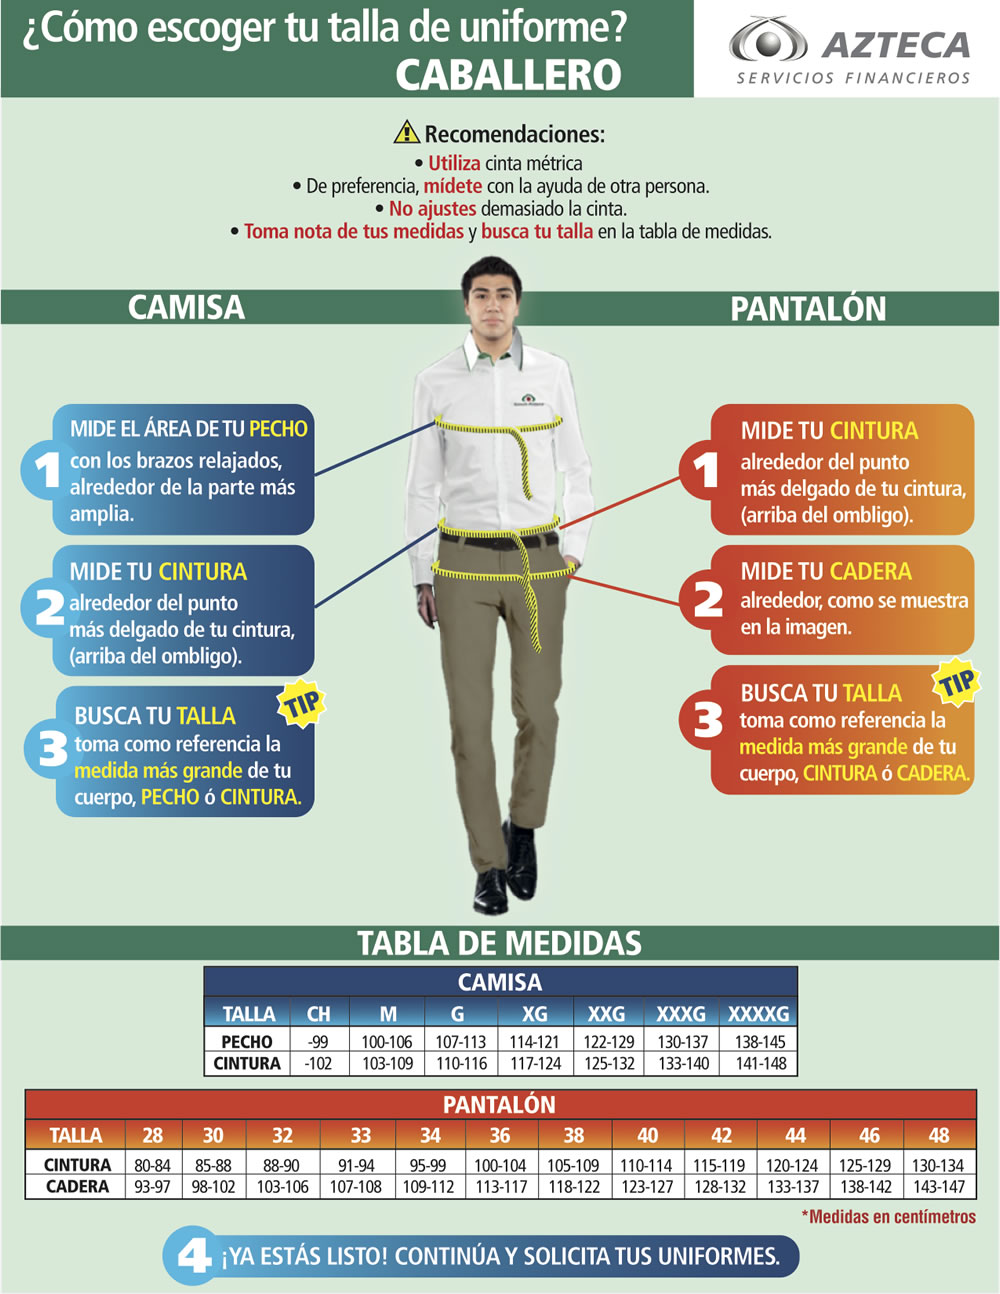 ¿Cómo escoger tu talla de uniforme?
CABALLERO
AZTECA
SERVICIOS FINANCIEROS
Recomendaciones:
• Utiliza cinta métrica
• De preferencia, mídete con la ayuda de otra persona.
• No ajustes demasiado la cinta.
• Toma nota de tus medidas y busca tu talla en la tabla de medidas.
CAMISA
1
MIDE EL ÁREA DE TU PECHO
con los brazos relajados,
alrededor de la parte más
amplia.
2
MIDE TU CINTURA
alrededor del punto
más delgado de tu cintura,
(arriba del ombligo).
TIP
3
BUSCA TU TALLA
toma como referencia la
medida más grande de tu
cuerpo, PECHO ó CINTURA.
PANTALÓN
1
MIDE TU CINTURA
alrededor del punto
más delgado de tu cintura,
(arriba del ombligo).
2
MIDE TU CADERA
alrededor, como se muestra
en la imagen.
TIP
3
BUSCA TU TALLA
toma como referencia la
medida más grande de tu
cuerpo, CINTURA ó CADERA.
TABLA DE MEDIDAS
CAMISA
TALLA CH M G XG XXG XXXG XXXXG
PECHO -99 100-106 107-113 114-121 122-129 130-137 138-145
CINTURA -102 103-109 110-116 117-124 125-132 133-140 141-148
PANTALÓN
TALLA 28 30 32 33 34 36 38 40 42 44 46 48
CINTURA 80-84 85-88 88-90 91-94 95-99 100-104 105-109 110-114 115-119 120-124 125-129 130-134
CADERA 93-97 98-102 103-106 107-108 109-112 113-117 118-122 123-127 128-132 133-137 138-142 143-147
*Medidas en centímetros
4 ¡YA ESTÁS LISTO! CONTINÚA Y SOLICITA TUS UNIFORMES.